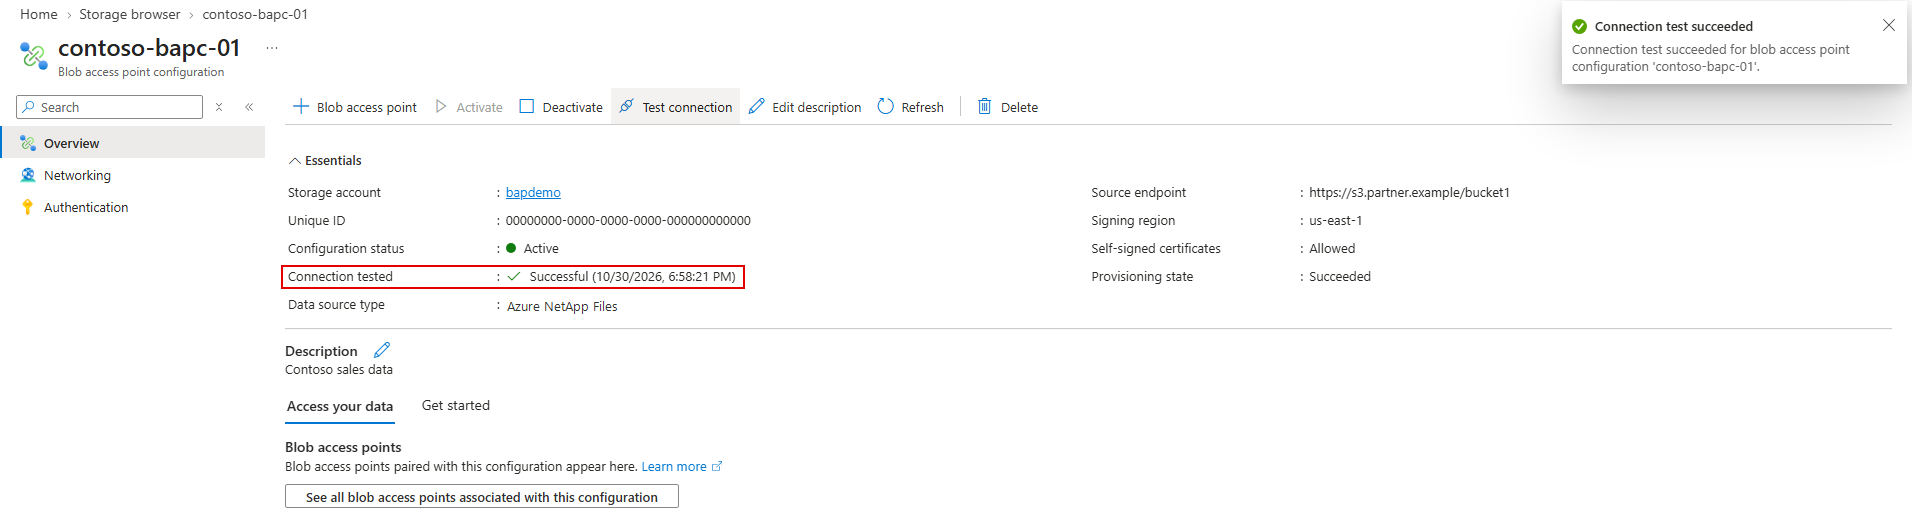 Home > Storage browser > contoso-bapc-01
contoso-bapc-01 ...
Blob access point configuration
Connection test succeeded
Connection test succeeded for blob access point
configuration 'contoso-bapc-01'.
Search
Overview
Networking
Authentication
Blob access point Activate Deactivate Test connection Edit description Refresh Delete
Essentials
Storage account : bapdemo
Unique ID : 00000000-0000-0000-0000-000000000000
Configuration status : Active
Connection tested : Successful (10/30/2026, 6:58:21 PM)
Data source type : Azure NetApp Files
Source endpoint : https://s3.partner.example/bucket1
Signing region : us-east-1
Self-signed certificates : Allowed
Provisioning state : Succeeded
Description
Contoso sales data
Access your data Get started
Blob access points
Blob access points paired with this configuration appear here. Learn more
See all blob access points associated with this configuration